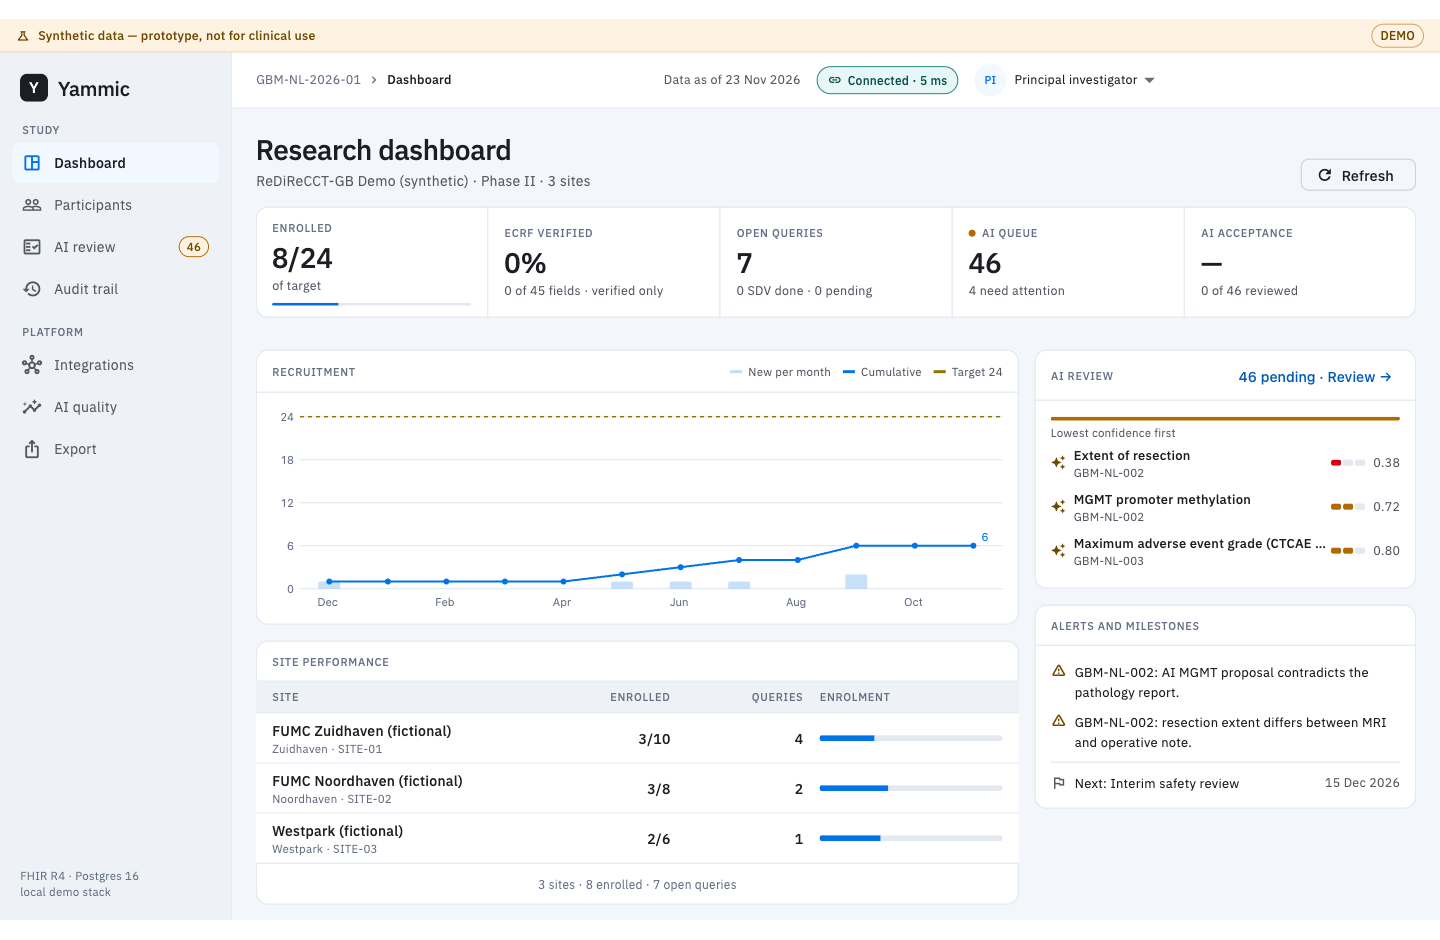 Synthetic data — prototype, not for clinical use
DEMO
Y Yammic
GBM-NL-2026-01 > Dashboard
Data as of 23 Nov 2026
Connected · 5 ms
PI Principal investigator
STUDY
Dashboard
Participants
AI review 46
Audit trail
PLATFORM
Integrations
AI quality
Export
FHIR R4 · Postgres 16
local demo stack
Research dashboard
ReDiReCCT-GB Demo (synthetic) · Phase II · 3 sites
Refresh
ENROLLED
8/24
of target
ECRF VERIFIED
0%
0 of 45 fields · verified only
OPEN QUERIES
7
0 SDV done · 0 pending
AI QUEUE
46
4 need attention
AI ACCEPTANCE
—
0 of 46 reviewed
RECRUITMENT
New per month Cumulative Target 24
24
18
12
6
0
6
Dec Feb Apr Jun Aug Oct
SITE PERFORMANCE
SITE ENROLLED QUERIES ENROLMENT
FUMC Zuidhaven (fictional) 3/10 4
Zuidhaven · SITE-01
FUMC Noordhaven (fictional) 3/8 2
Noordhaven · SITE-02
Westpark (fictional) 2/6 1
Westpark · SITE-03
3 sites · 8 enrolled · 7 open queries
AI REVIEW
46 pending · Review →
Lowest confidence first
Extent of resection 0.38
GBM-NL-002
MGMT promoter methylation 0.72
GBM-NL-002
Maximum adverse event grade (CTCAE ... 0.80
GBM-NL-003
ALERTS AND MILESTONES
GBM-NL-002: AI MGMT proposal contradicts the
pathology report.
GBM-NL-002: resection extent differs between MRI
and operative note.
Next: Interim safety review 15 Dec 2026